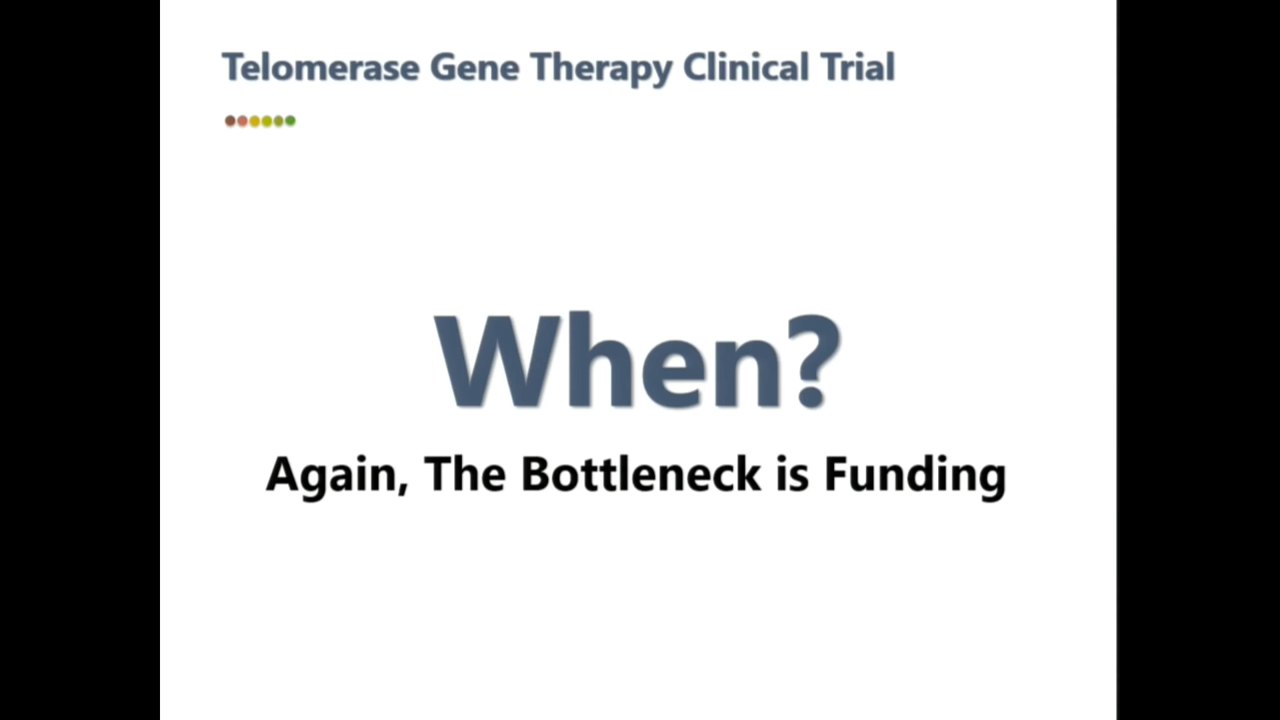 Telomerase Gene Therapy Clinical Trial
When?
Again, The Bottleneck is Funding